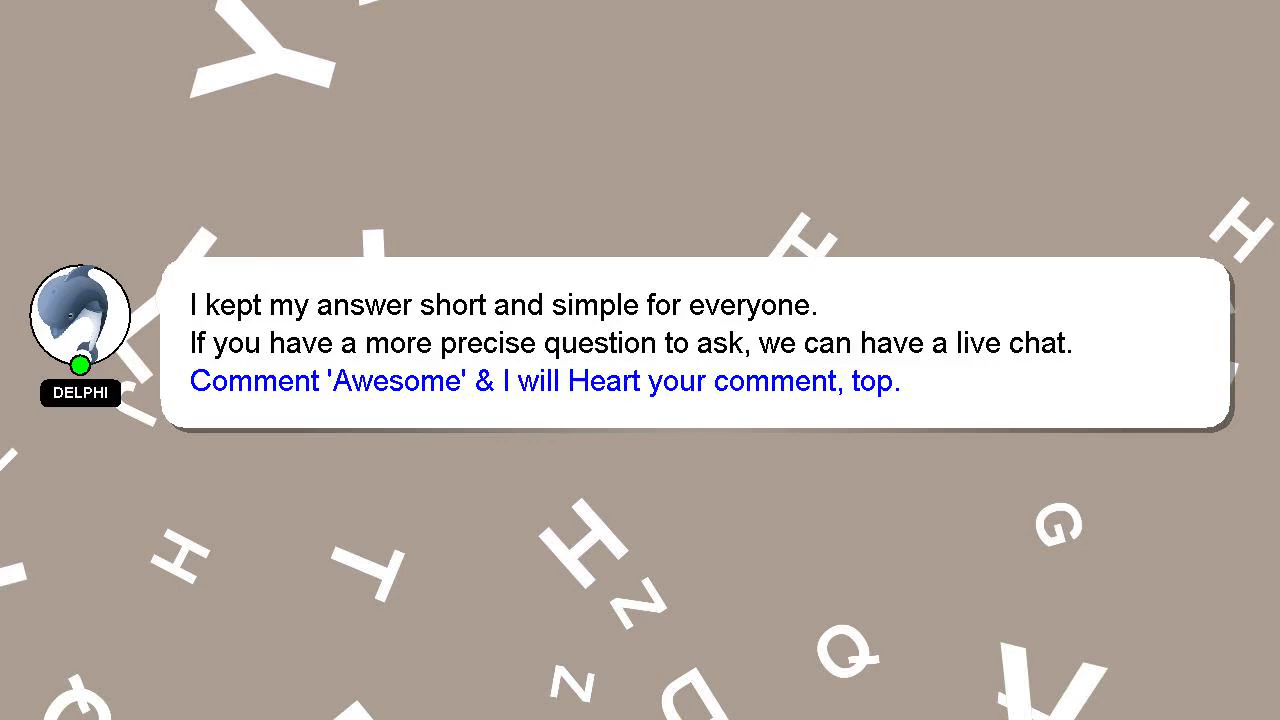 I kept my answer short and simple for everyone.
If you have a more precise question to ask, we can have a live chat.
Comment 'Awesome' & I will Heart your comment, top.
DELPHI